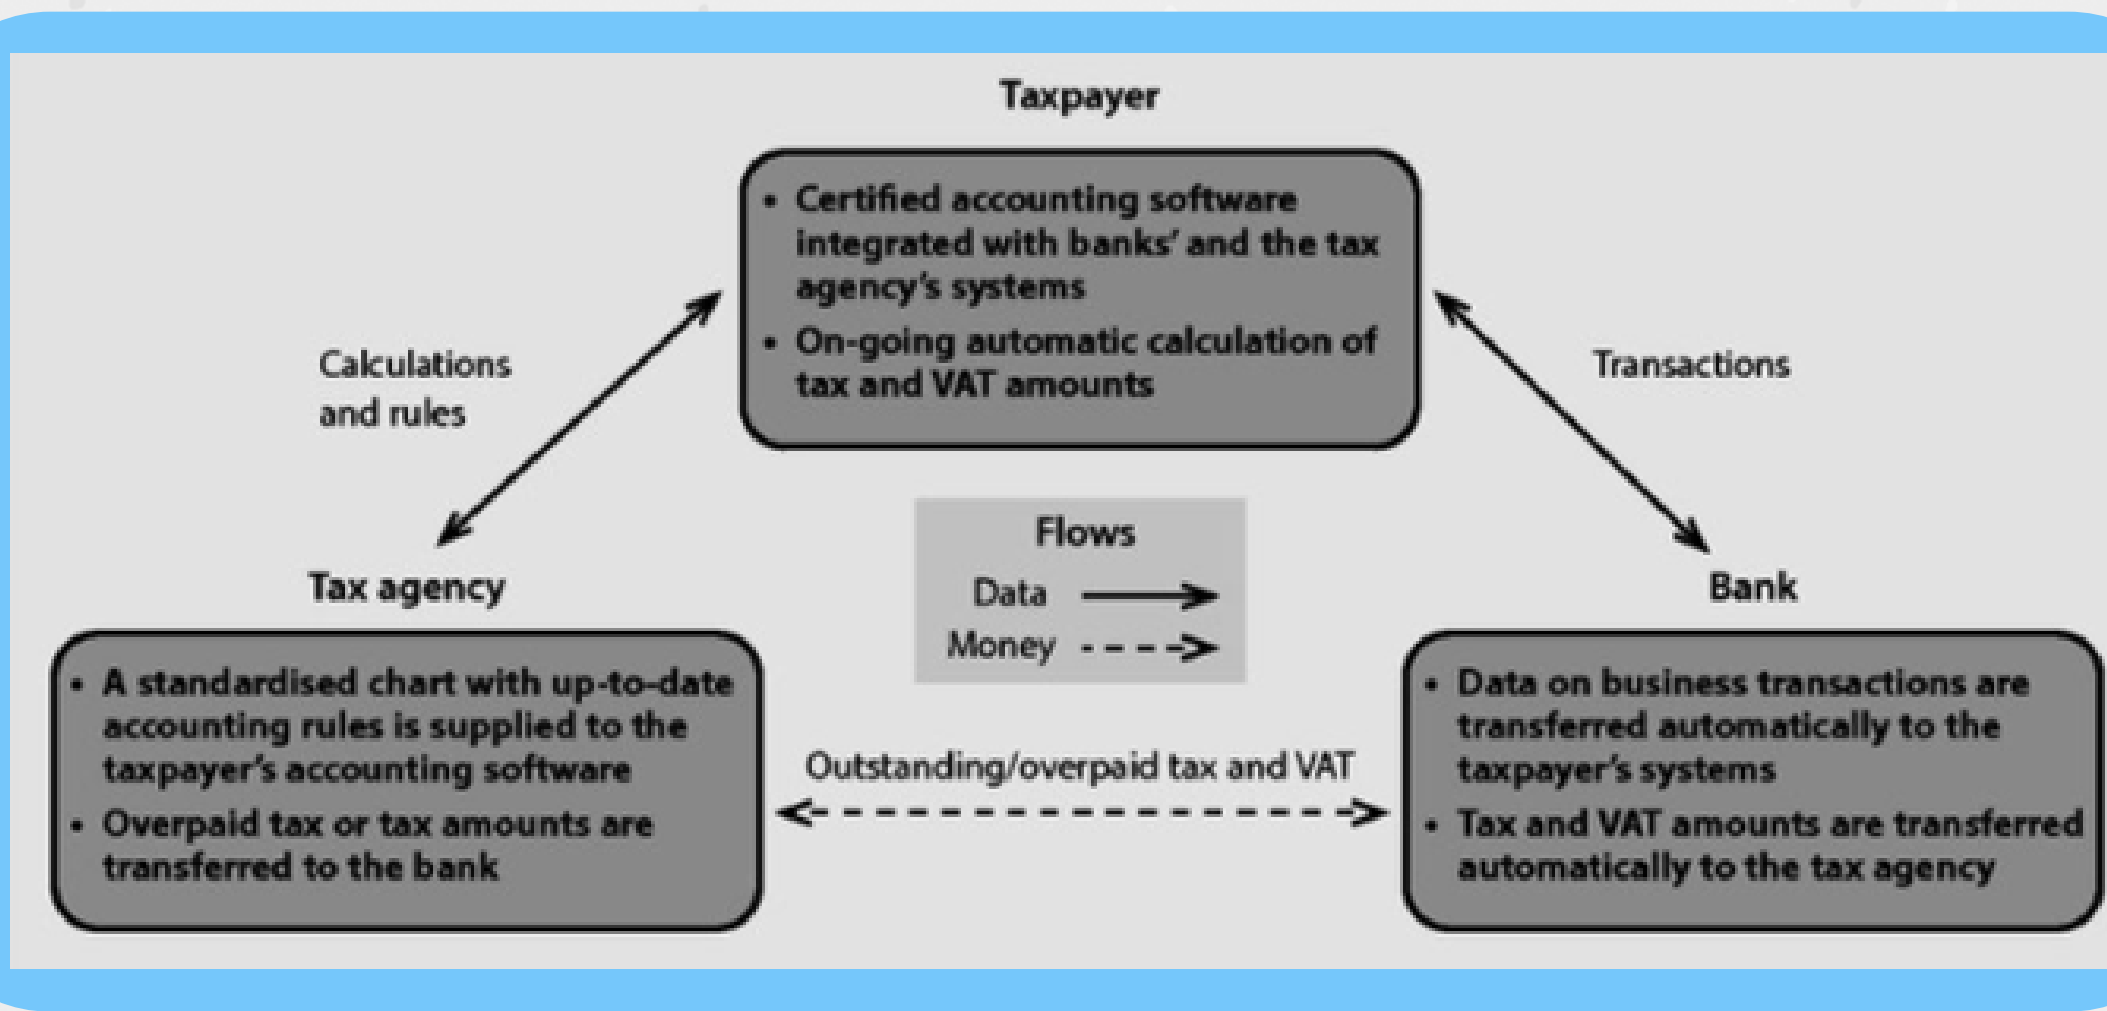 Taxpayer
• Certified accounting software
integrated with banks' and the tax
agency's systems
• On-going automatic calculation of
tax and VAT amounts
Calculations
and rules
Transactions
Flows
Data
Money
Tax agency
• A standardised chart with up-to-date
accounting rules is supplied to the
taxpayer's accounting software
• Overpaid tax or tax amounts are
transferred to the bank
Outstanding/overpaid tax and VAT
Bank
• Data on business transactions are
transferred automatically to the
taxpayer's systems
• Tax and VAT amounts are transferred
automatically to the tax agency